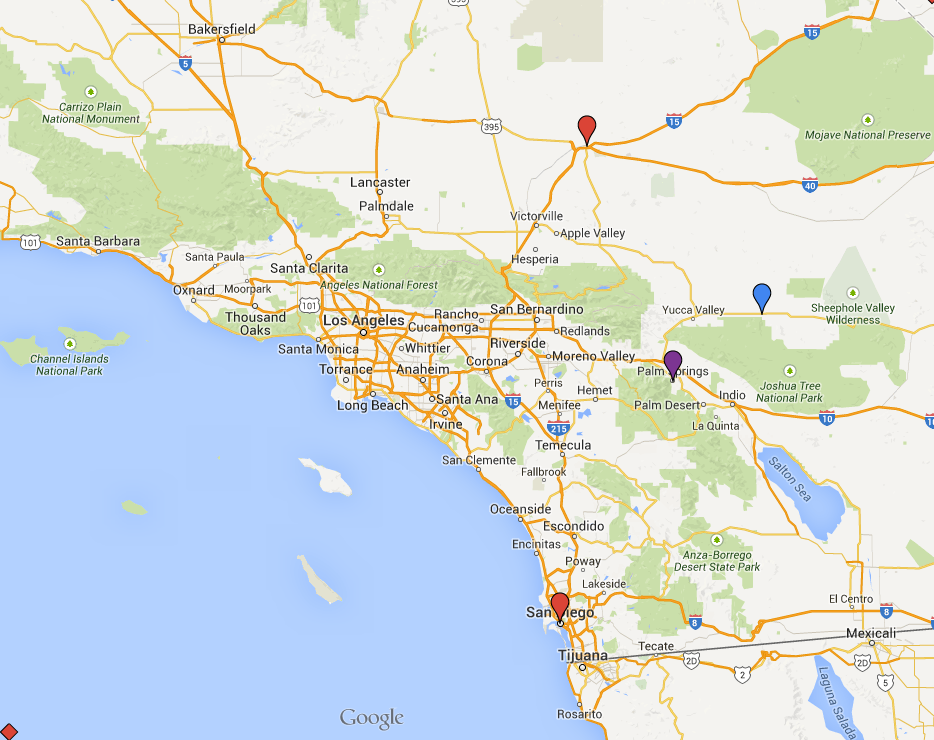 395
Bakersfield
15
5
Carrizo Plain
National Monument
395
15
Mojave National Preserve
Lancaster
40
Palmdale
Victorville
Apple Valley
101
Santa Barbara
Santa Paula
Hesperia
Santa Clarita
Angeles National Forest
Oxnard
Moorpark
101
Thousand
Oaks
Los Angeles
Rancho
Cucamonga
San Bernardino
Redlands
Yucca Valley
Sheephole Valley
Wilderness
Channel Islands
National Park
Santa Monica
Whittier
Riverside
Moreno Valley
Corona
Torrance
Anaheim
Palm Springs
Joshua Tree
National Park
Perris
Hemet
Long Beach
Santa Ana
15
Menifee
Palm Desert
Indio
Irvine
215
La Quinta
10
10
Temecula
San Clemente
Fallbrook
Salton Sea
Oceanside
Escondido
Encinitas
Poway
Anza-Borrego
Desert State Park
Lakeside
San Diego
El Centro
8
8
Mexicali
Tijuana
Tecate
2D
2
2D
5
Laguna Salada
Rosarito
Google